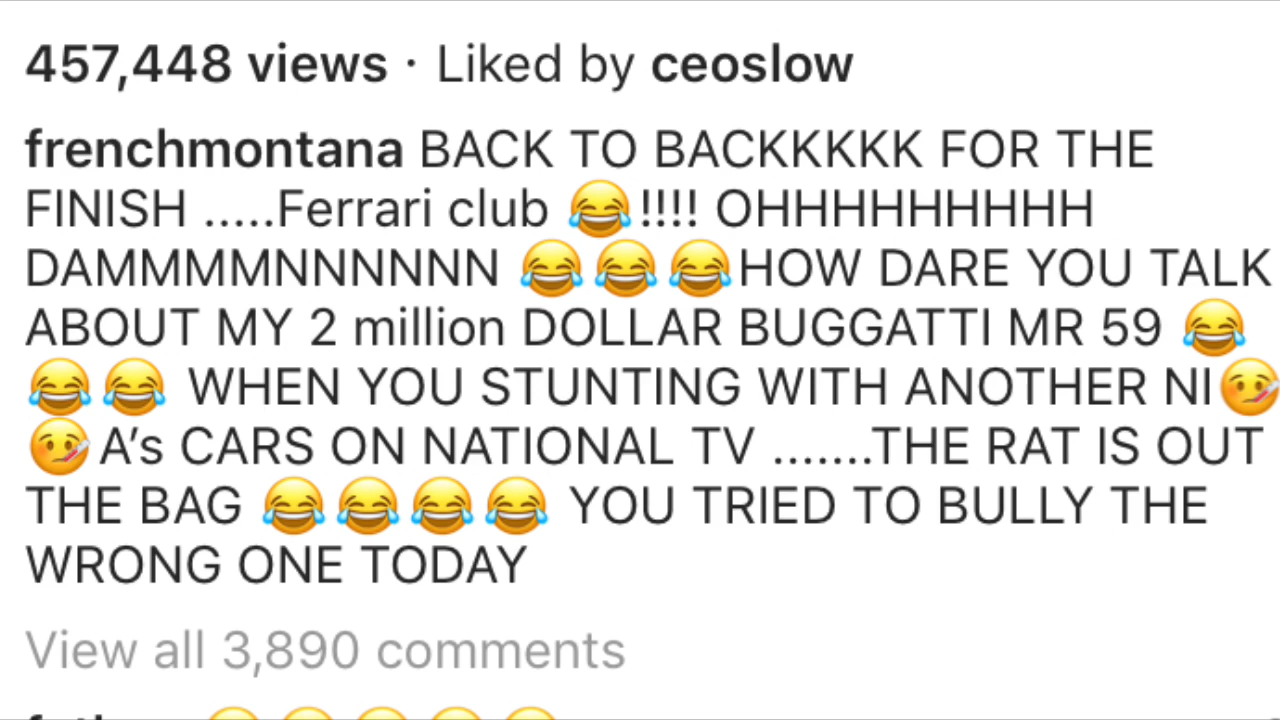 457,448 views · Liked by ceoslow
frenchmontana BACK TO BACKKKKK FOR THE
FINISH .....Ferrari club 😂!!!! OHHHHHHHHH
DAMMMMNNNNNN 😂😂😂HOW DARE YOU TALK
ABOUT MY 2 million DOLLAR BUGGATTI MR 59 😂
😂😂 WHEN YOU STUNTING WITH ANOTHER NI🤒
🤒A’s CARS ON NATIONAL TV .......THE RAT IS OUT
THE BAG 😂😂😂😂 YOU TRIED TO BULLY THE
WRONG ONE TODAY
View all 3,890 comments